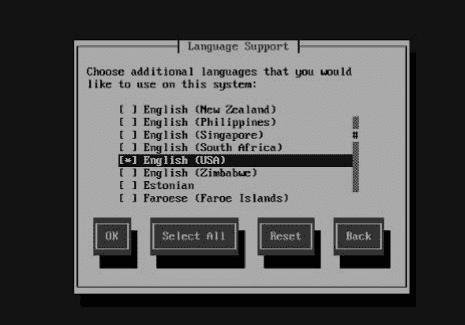 Language Support
Choose additional languages that you would
like to use on this system:
[ ] English (New Zealand)
[ ] English (Philippines)
[ ] English (Singapore)
#
[ ] English (South Africa)
[*] English (USA)
[ ] English (Zimbabwe)
[ ] Estonian
[ ] Faroese (Faroe Islands)
OK Select All Reset Back